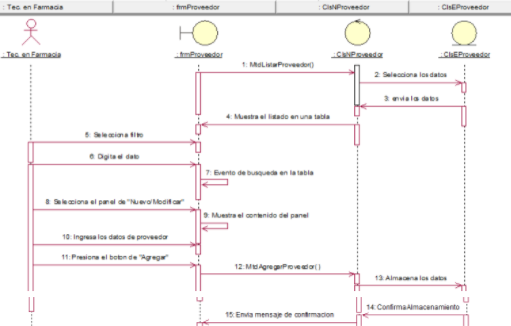 : Tec. en Farmacia
: frmProveedor
: ClsNProveedor
: ClsEProveedor
: Tec. en Farmacia
: frmProveedor
: ClsNProveedor
: ClsEProveedor
1: MtdListarProveedor()
2: Selecciona los datos
3: envia los datos
4: Muestra el listado en una tabla
5: Selecciona filtro
6: Digita el dato
7: Evento de busqueda en la tabla
8: Selecciona el panel de "Nuevo/Modificar"
9: Muestra el contenido del panel
10: Ingresa los datos de proveedor
11: Presiona el boton de "Agregar"
12: MtdAgregarProveedor()
13: Almacena los datos
14: ConfirmaAlmacenamiento
15: Envia mensaje de confirmacion